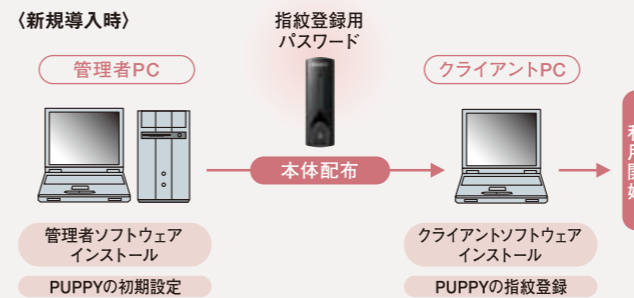 〈新規導入時〉
指紋登録用
パスワード
管理者PC
クライアントPC
本体配布
利用開始
管理者ソフトウェア
インストール
クライアントソフトウェア
インストール
PUPPYの初期設定
PUPPYの指紋登録